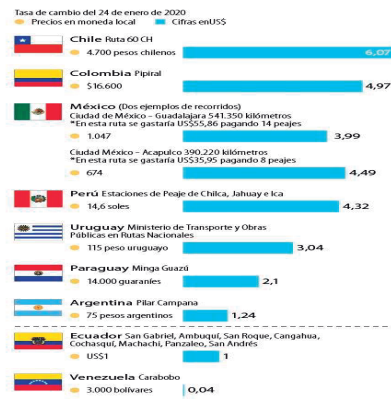 Tasa de cambio del 24 de enero de 2020
Precios en moneda local Cifras enUS$
Chile Ruta 60 CH
4.700 pesos chilenos 6,07
Colombia Pipiral
$16.600 4,97
México (Dos ejemplos de recorridos)
Ciudad de México – Guadalajara 541.350 kilómetros
*En esta ruta se gastaría US$55,86 pagando 14 peajes
1.047 3,99
Ciudad México – Acapulco 390.220 kilómetros
*En esta ruta se gastaría US$35,95 pagando 8 peajes
674 4,49
Perú Estaciones de Peaje de Chilca, Jahuay e Ica
14,6 soles 4,32
Uruguay Ministerio de Transporte y Obras
Públicas en Rutas Nacionales
115 peso uruguayo 3,04
Paraguay Minga Guazú
14.000 guaraníes 2,1
Argentina Pilar Campana
75 pesos argentinos 1,24
Ecuador San Gabriel, Ambuquí, San Roque, Cangahua,
Cochasquí, Machachi, Panzaleo, San Andrés
US$1 1
Venezuela Carabobo
3.000 bolívares 0,04